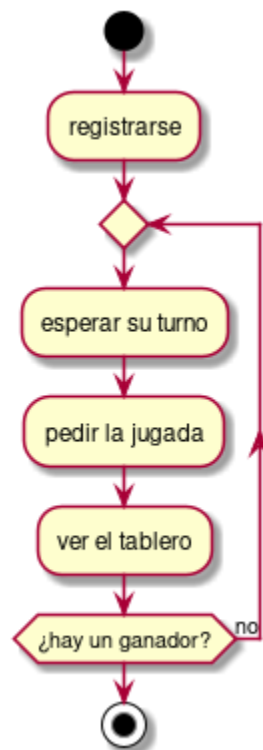 registrarse
esperar su turno
pedir la jugada
ver el tablero
¿hay un ganador?
no